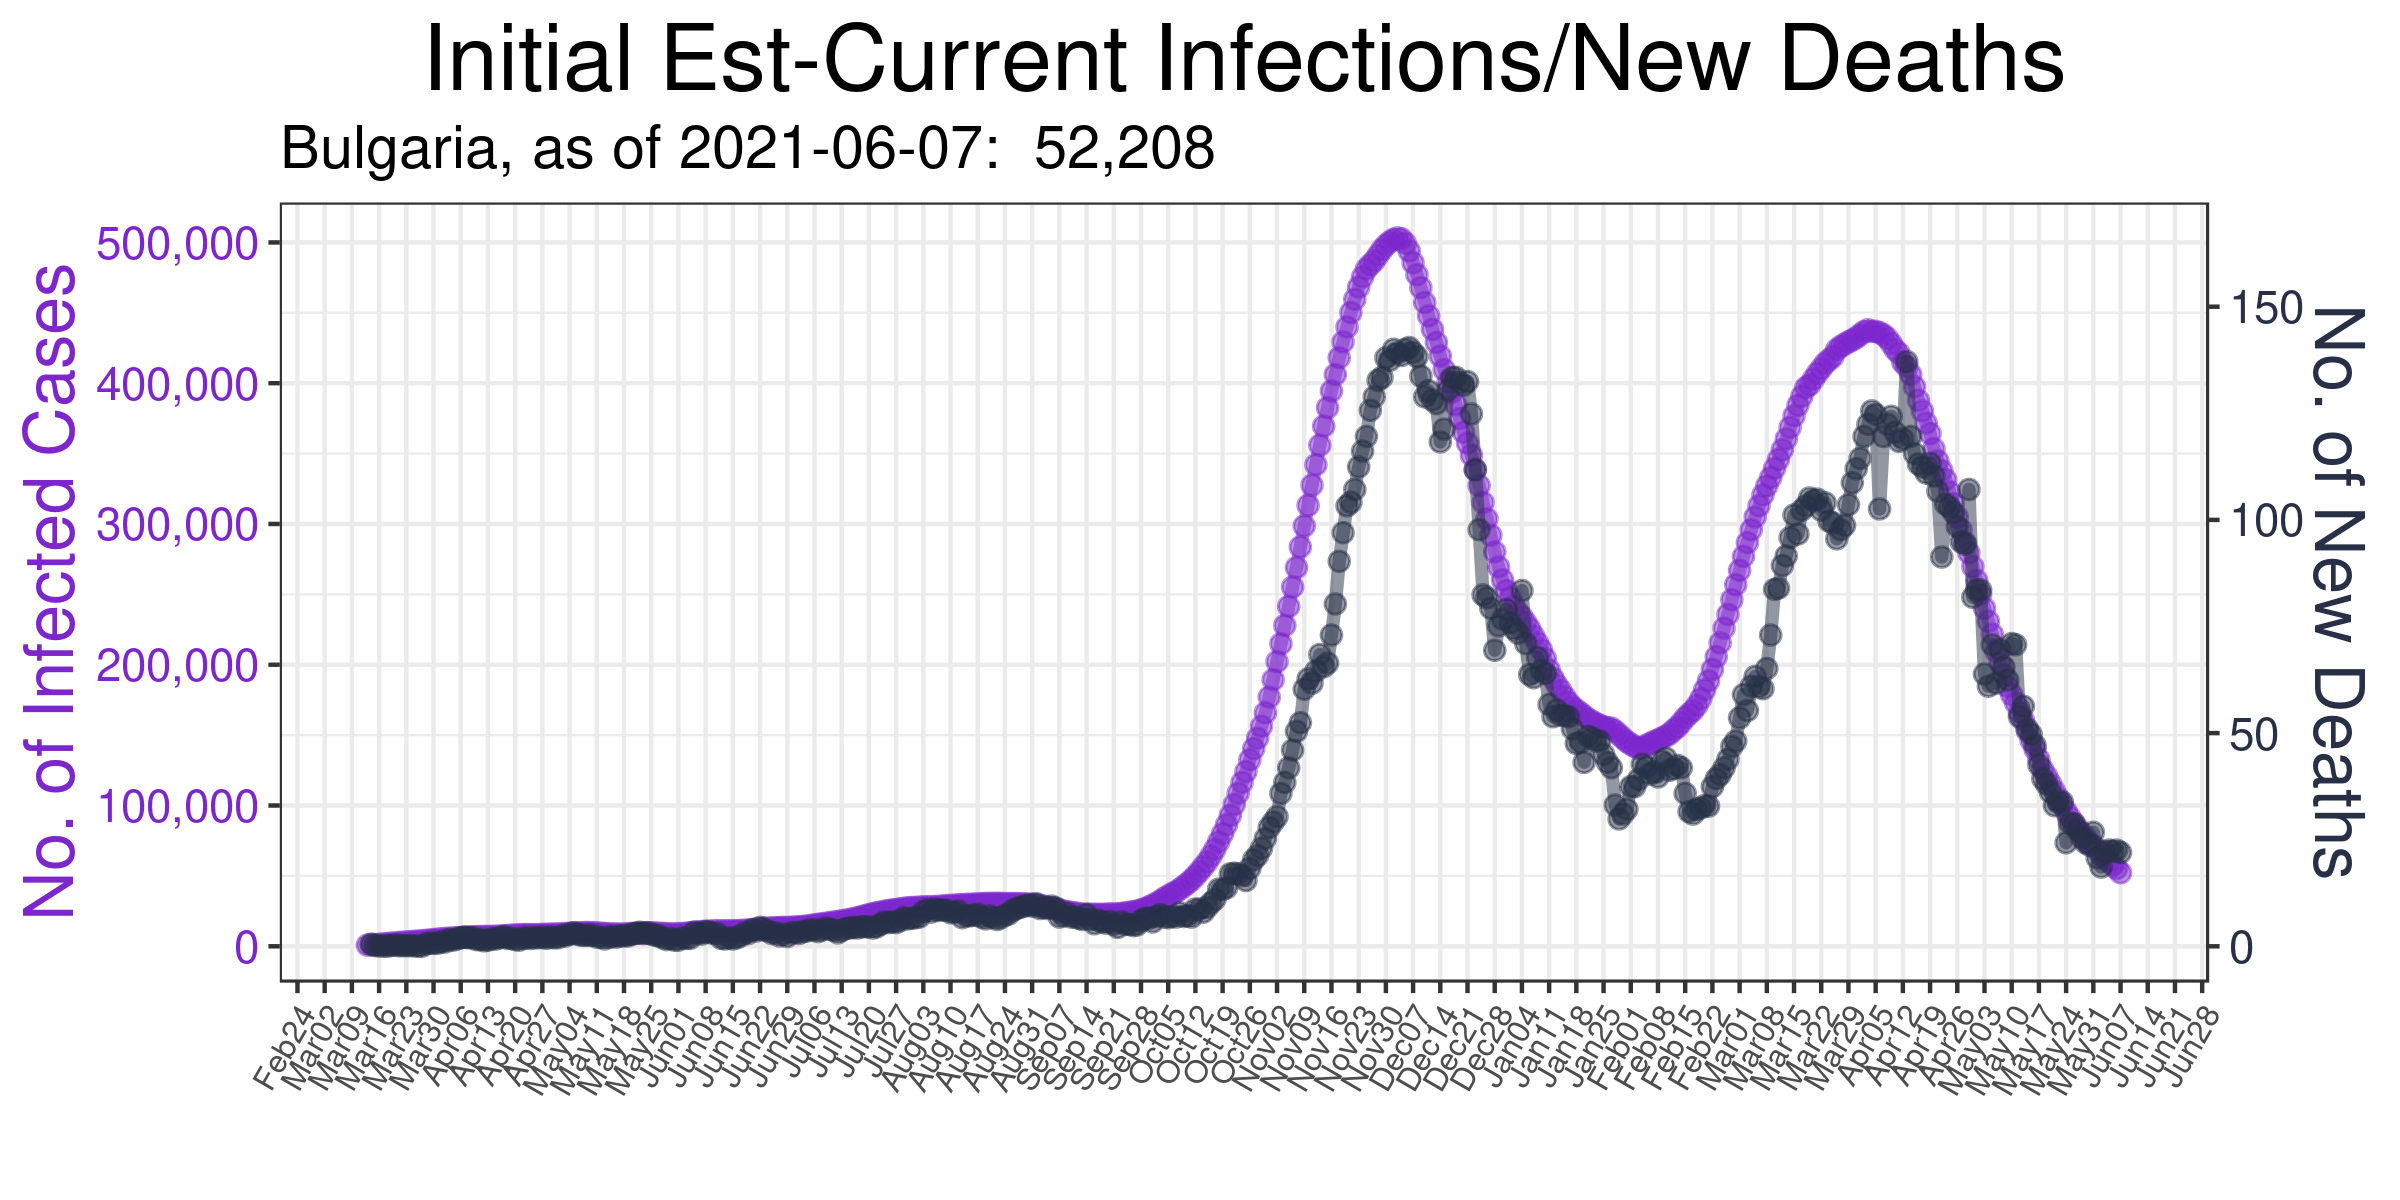 Initial Est-Current Infections/New Deaths
Bulgaria, as of 2021-06-07: 52,208
No. of Infected Cases
500,000
400,000
300,000
200,000
100,000
0
150
100
50
0
No. of New Deaths
Feb24
Mar02
Mar09
Mar16
Mar23
Mar30
Apr06
Apr13
Apr20
Apr27
May04
May11
May18
May25
Jun01
Jun08
Jun15
Jun22
Jun29
Jul06
Jul13
Jul20
Jul27
Aug03
Aug10
Aug17
Aug24
Aug31
Sep07
Sep14
Sep21
Sep28
Oct05
Oct12
Oct19
Oct26
Nov02
Nov09
Nov16
Nov23
Nov30
Dec07
Dec14
Dec21
Dec28
Jan04
Jan11
Jan18
Jan25
Feb01
Feb08
Feb15
Feb22
Mar01
Mar08
Mar15
Mar22
Mar29
Apr05
Apr12
Apr19
Apr26
May03
May10
May17
May24
May31
Jun07
Jun14
Jun21
Jun28